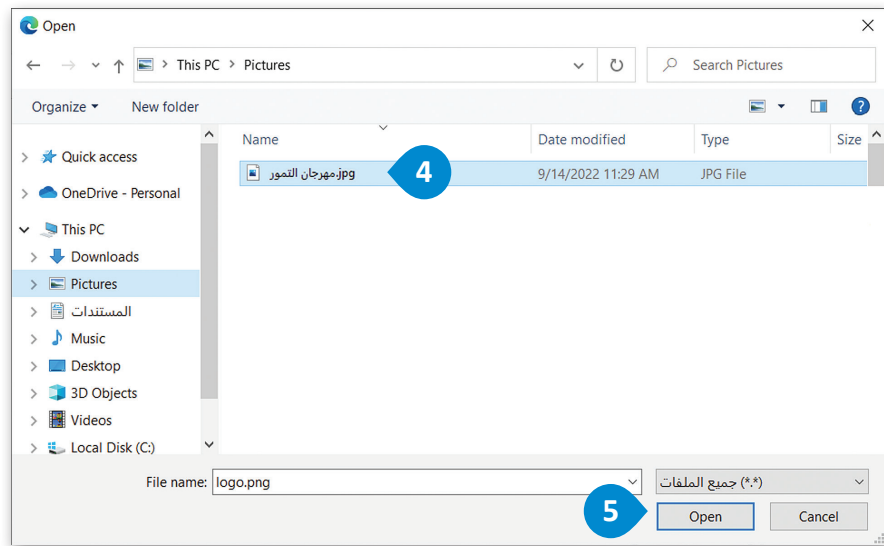 Open
This PC > Pictures
Search Pictures
Organize
New folder
Name
Date modified
Type
Size
مهرجان التمور.jpg
4
9/14/2022 11:29 AM
JPG File
Quick access
OneDrive - Personal
This PC
Downloads
Pictures
المستندات
Music
Desktop
3D Objects
Videos
Local Disk (C:)
File name:
logo.png
جميع الملفات (*.*)
5
Open
Cancel